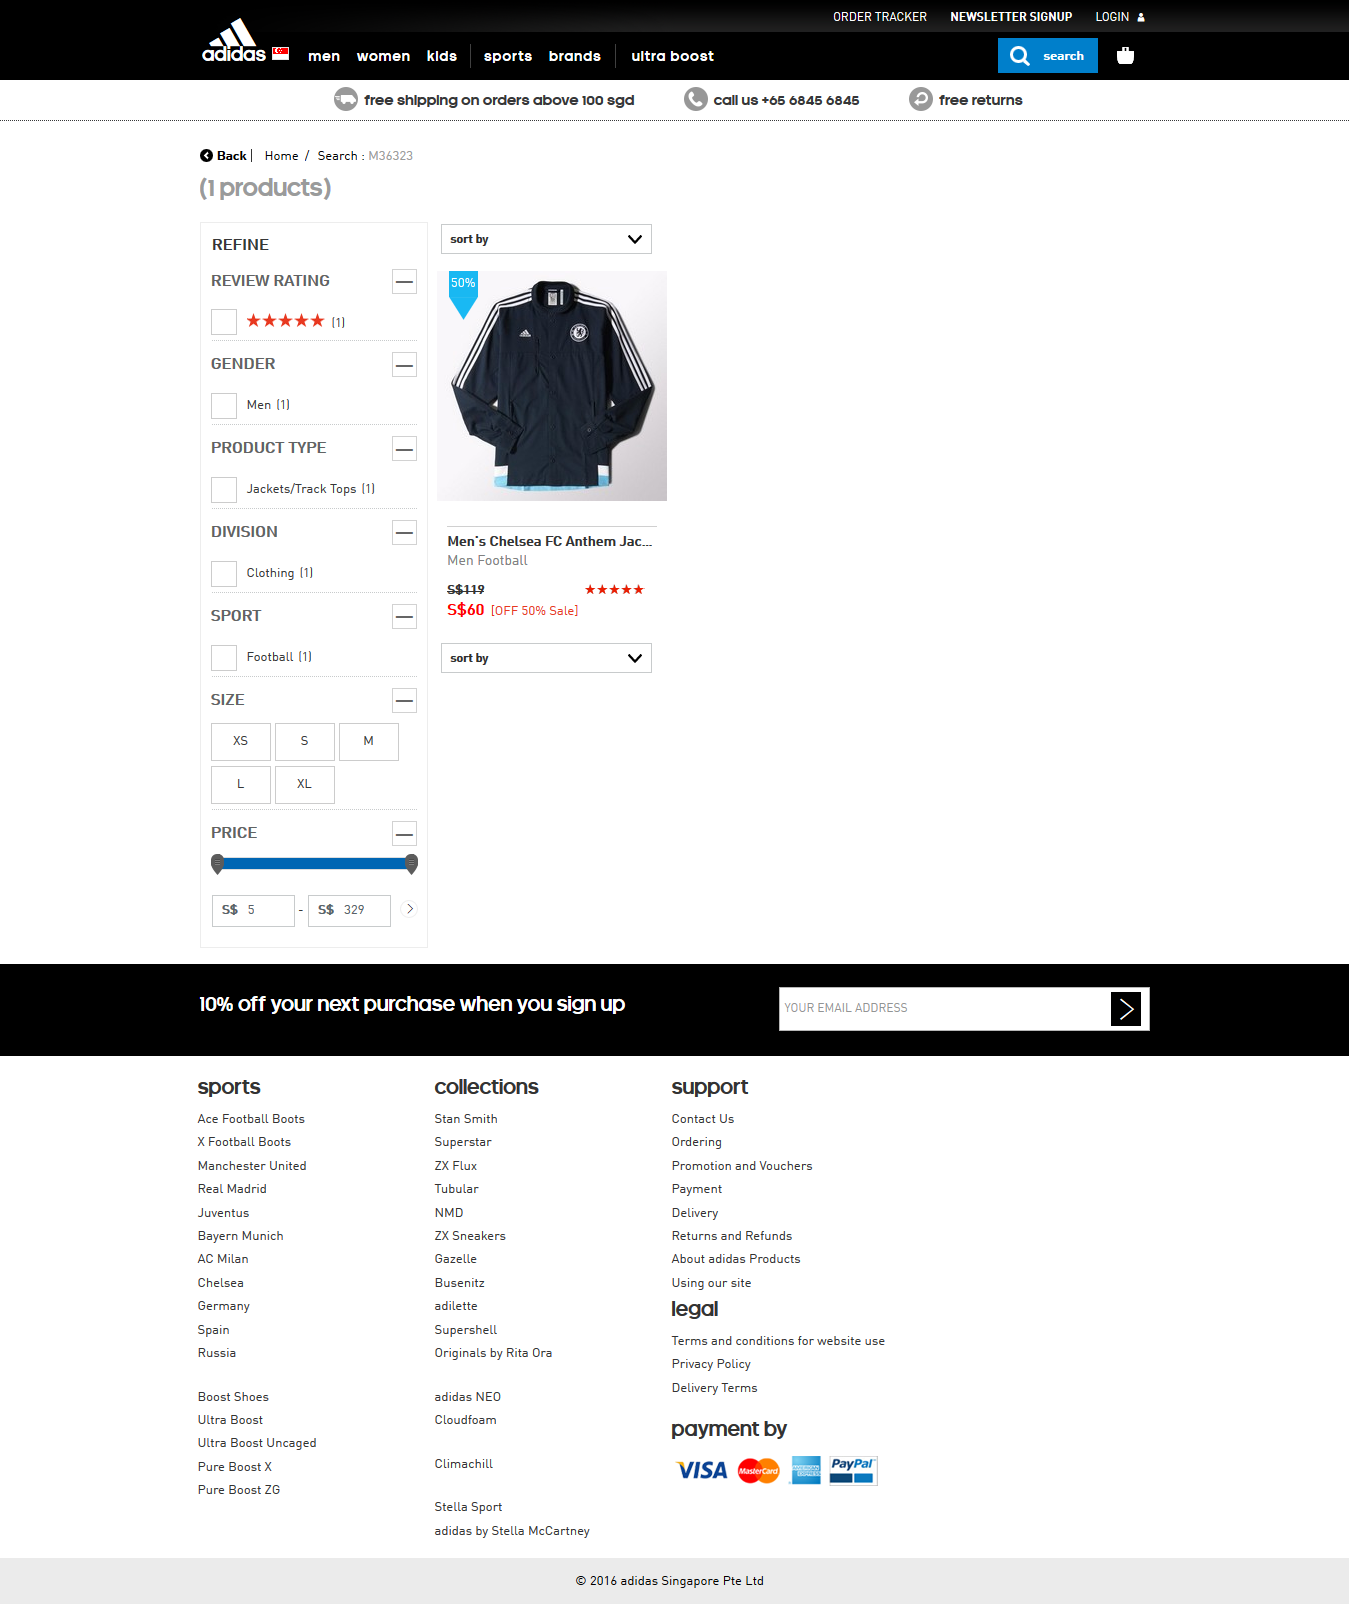 ORDER TRACKER NEWSLETTER SIGNUP LOGIN
adidas men women kids sports brands ultra boost search
free shipping on orders above 100 sgd call us +65 6845 6845 free returns
Back | Home / Search : M36323
(1 products)
REFINE
REVIEW RATING
(1)
GENDER
Men (1)
PRODUCT TYPE
Jackets/Track Tops (1)
DIVISION
Clothing (1)
SPORT
Football (1)
SIZE
XS S M
L XL
PRICE
S$ 5 - S$ 329
sort by
50%
Men's Chelsea FC Anthem Jac...
Men Football
S$119
S$60 [OFF 50% Sale]
sort by
10% off your next purchase when you sign up
YOUR EMAIL ADDRESS
sports
Ace Football Boots
X Football Boots
Manchester United
Real Madrid
Juventus
Bayern Munich
AC Milan
Chelsea
Germany
Spain
Russia
Boost Shoes
Ultra Boost
Ultra Boost Uncaged
Pure Boost X
Pure Boost ZG
collections
Stan Smith
Superstar
ZX Flux
Tubular
NMD
ZX Sneakers
Gazelle
Busenitz
adilette
Supershell
Originals by Rita Ora
adidas NEO
Cloudfoam
Climachill
Stella Sport
adidas by Stella McCartney
support
Contact Us
Ordering
Promotion and Vouchers
Payment
Delivery
Returns and Refunds
About adidas Products
Using our site
legal
Terms and conditions for website use
Privacy Policy
Delivery Terms
payment by
VISA MasterCard AMERICAN EXPRESS PayPal
© 2016 adidas Singapore Pte Ltd